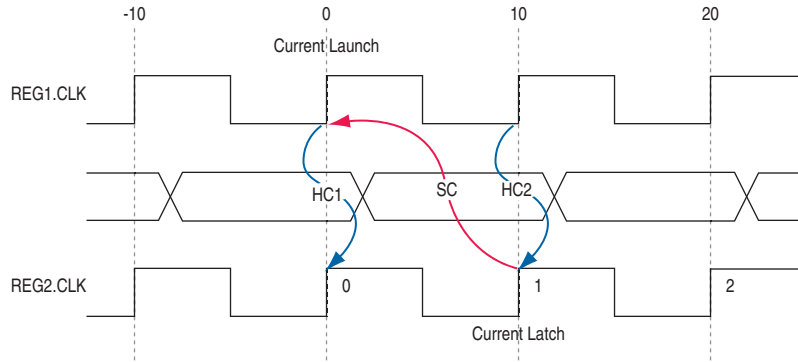 -10 0 10 20
Current Launch
REG1.CLK
HC1 SC HC2
REG2.CLK 0 1 2
Current Latch